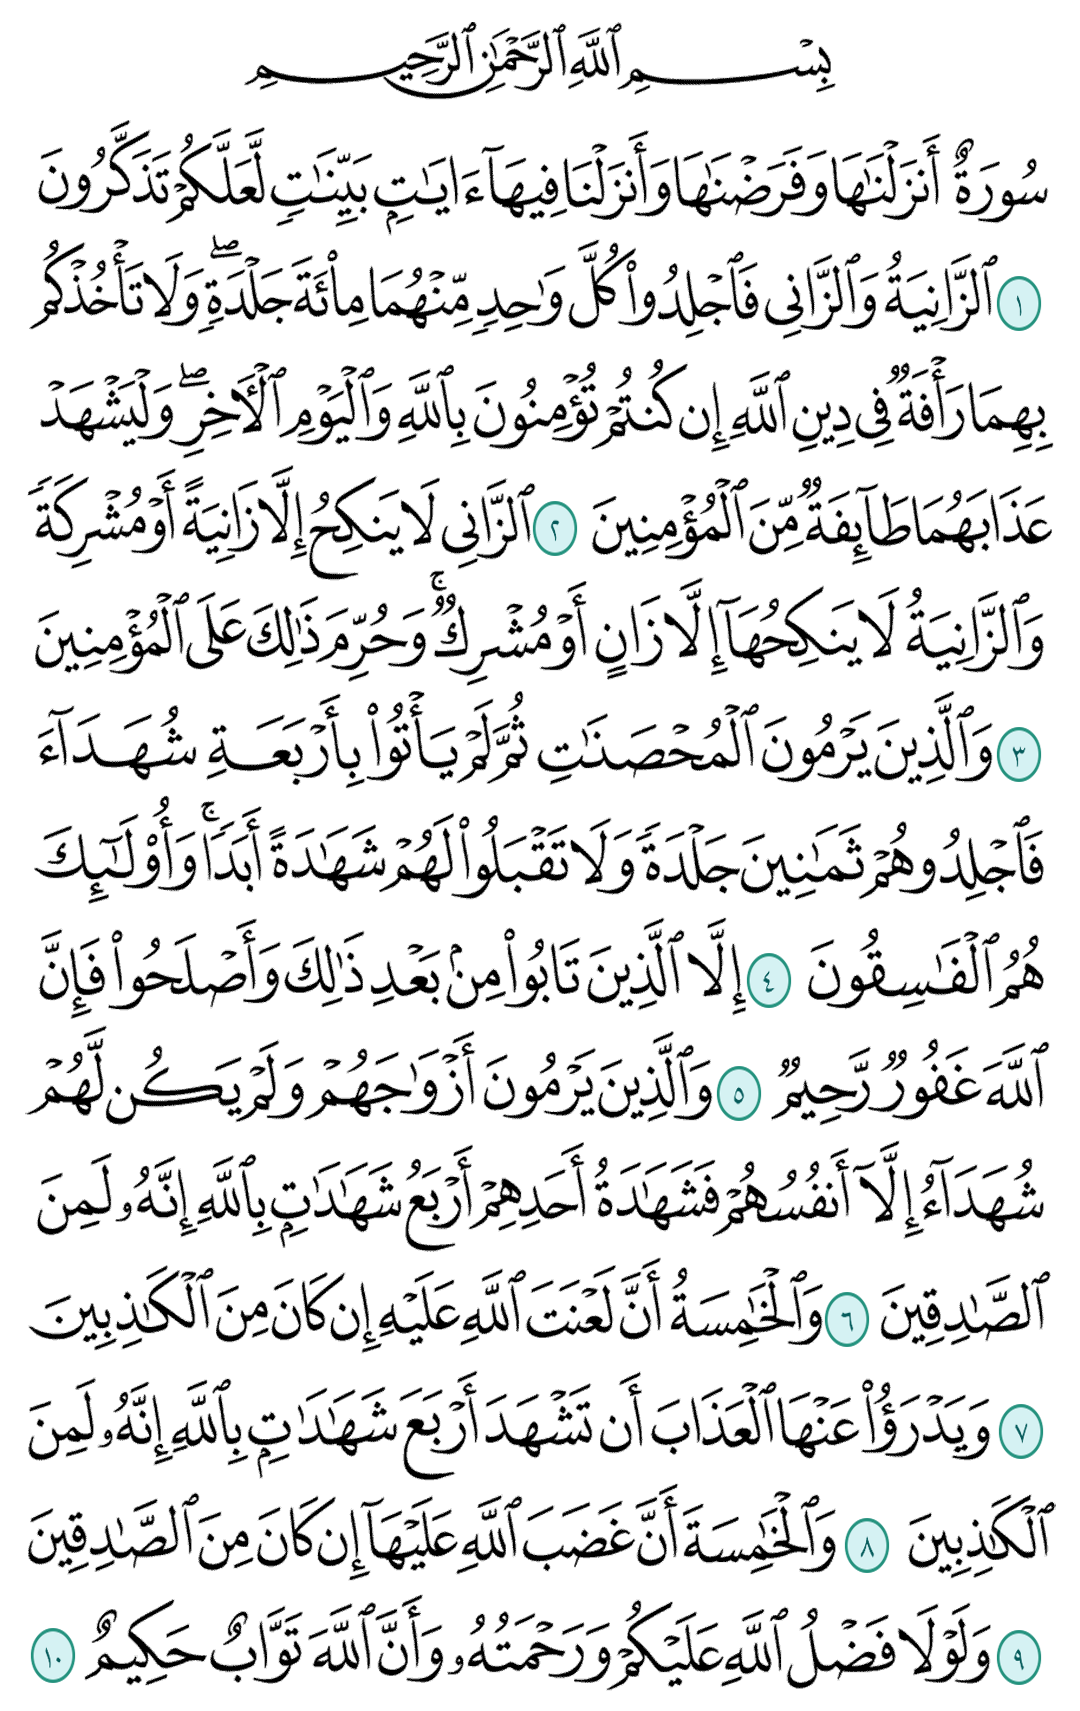 بِسْمِ ٱللَّهِ ٱلرَّحْمَٰنِ ٱلرَّحِيمِ
سُورَةٌ أَنزَلْنَٰهَا وَفَرَضْنَٰهَا وَأَنزَلْنَا فِيهَآ ءَايَٰتٍۭ بَيِّنَٰتٍ لَّعَلَّكُمْ تَذَكَّرُونَ
١ ٱلزَّانِيَةُ وَٱلزَّانِى فَٱجْلِدُوا۟ كُلَّ وَٰحِدٍ مِّنْهُمَا مِا۟ئَةَ جَلْدَةٍ ۖ وَلَا تَأْخُذْكُم
بِهِمَا رَأْفَةٌ فِى دِينِ ٱللَّهِ إِن كُنتُمْ تُؤْمِنُونَ بِٱللَّهِ وَٱلْيَوْمِ ٱلْـَٔاخِرِ ۖ وَلْيَشْهَدْ
عَذَابَهُمَا طَآئِفَةٌ مِّنَ ٱلْمُؤْمِنِينَ ٢ ٱلزَّانِى لَا يَنكِحُ إِلَّا زَانِيَةً أَوْ مُشْرِكَةً
وَٱلزَّانِيَةُ لَا يَنكِحُهَآ إِلَّا زَانٍ أَوْ مُشْرِكٌ ۚ وَحُرِّمَ ذَٰلِكَ عَلَى ٱلْمُؤْمِنِينَ
٣ وَٱلَّذِينَ يَرْمُونَ ٱلْمُحْصَنَٰتِ ثُمَّ لَمْ يَأْتُوا۟ بِأَرْبَعَةِ شُهَدَآءَ
فَٱجْلِدُوهُمْ ثَمَٰنِينَ جَلْدَةً وَلَا تَقْبَلُوا۟ لَهُمْ شَهَٰدَةً أَبَدًا ۚ وَأُو۟لَٰٓئِكَ
هُمُ ٱلْفَٰسِقُونَ ٤ إِلَّا ٱلَّذِينَ تَابُوا۟ مِنۢ بَعْدِ ذَٰلِكَ وَأَصْلَحُوا۟ فَإِنَّ
ٱللَّهَ غَفُورٌ رَّحِيمٌ ٥ وَٱلَّذِينَ يَرْمُونَ أَزْوَٰجَهُمْ وَلَمْ يَكُن لَّهُمْ
شُهَدَآءُ إِلَّآ أَنفُسُهُمْ فَشَهَٰدَةُ أَحَدِهِمْ أَرْبَعُ شَهَٰدَٰتٍۭ بِٱللَّهِ إِنَّهُۥ لَمِنَ
ٱلصَّٰدِقِينَ ٦ وَٱلْخَٰمِسَةُ أَنَّ لَعْنَتَ ٱللَّهِ عَلَيْهِ إِن كَانَ مِنَ ٱلْكَٰذِبِينَ
٧ وَيَدْرَؤُا۟ عَنْهَا ٱلْعَذَابَ أَن تَشْهَدَ أَرْبَعَ شَهَٰدَٰتٍۭ بِٱللَّهِ إِنَّهُۥ لَمِنَ
ٱلْكَٰذِبِينَ ٨ وَٱلْخَٰمِسَةَ أَنَّ غَضَبَ ٱللَّهِ عَلَيْهَآ إِن كَانَ مِنَ ٱلصَّٰدِقِينَ
٩ وَلَوْلَا فَضْلُ ٱللَّهِ عَلَيْكُمْ وَرَحْمَتُهُۥ وَأَنَّ ٱللَّهَ تَوَّابٌ حَكِيمٌ ١٠